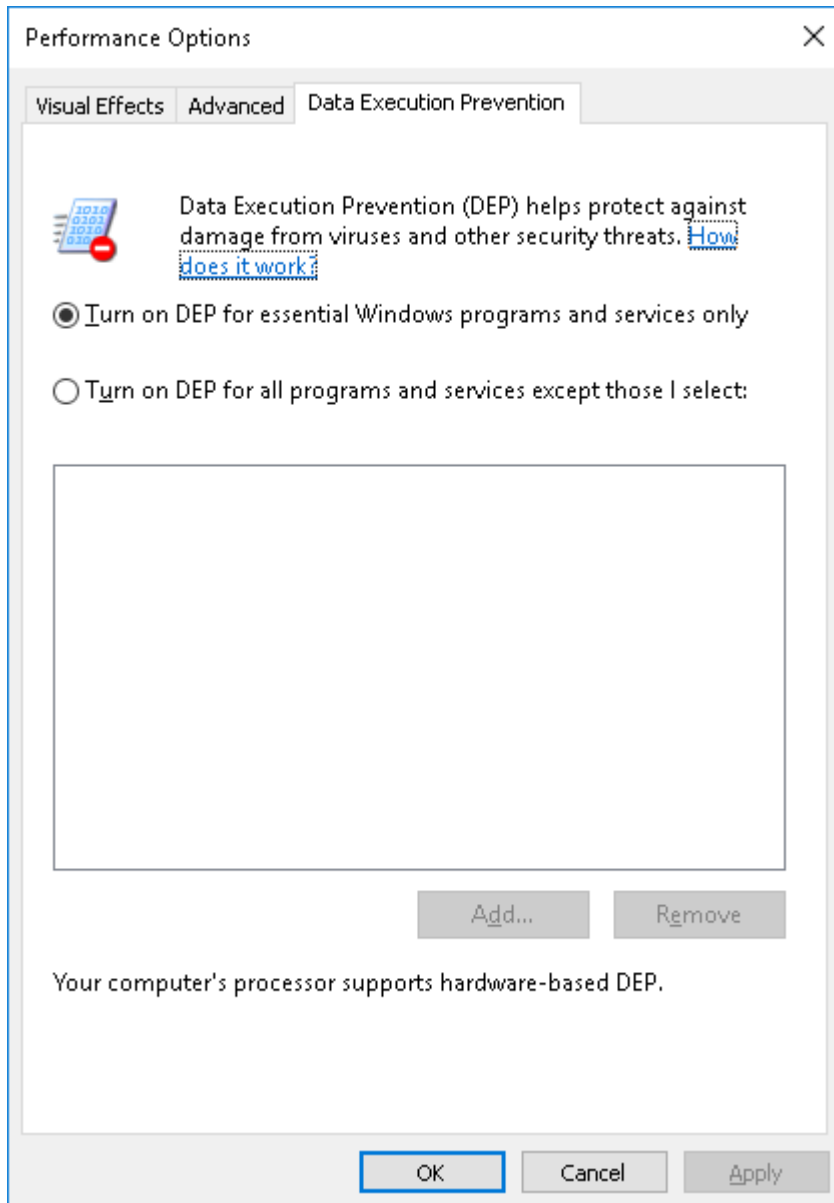 Performance Options
Visual Effects Advanced Data Execution Prevention
Data Execution Prevention (DEP) helps protect against
damage from viruses and other security threats. How
does it work?
Turn on DEP for essential Windows programs and services only
Turn on DEP for all programs and services except those I select:
Add... Remove
Your computer's processor supports hardware-based DEP.
OK Cancel Apply